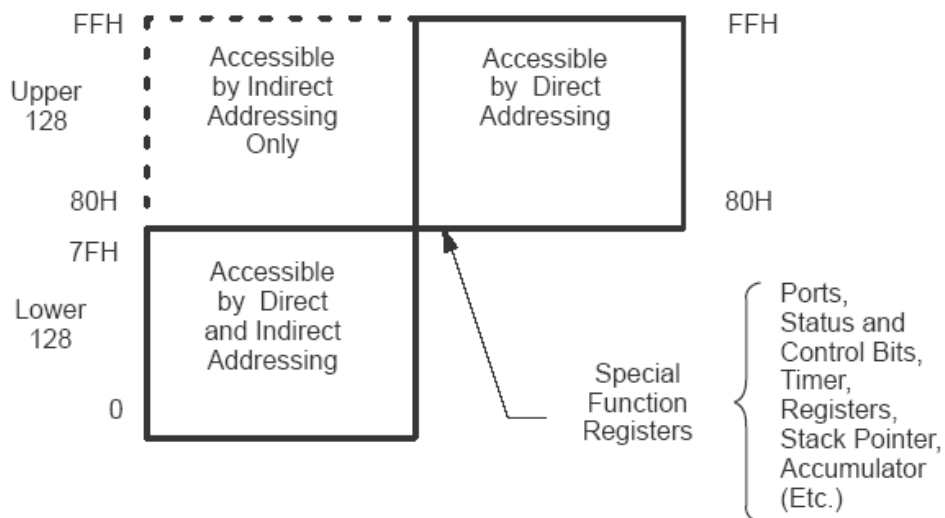 FFH
Upper
128
80H
7FH
Lower
128
0
Accessible
by Indirect
Addressing
Only
Accessible
by Direct
Addressing
FFH
80H
Accessible
by Direct
and Indirect
Addressing
Special
Function
Registers
Ports,
Status and
Control Bits,
Timer,
Registers,
Stack Pointer,
Accumulator
(Etc.)